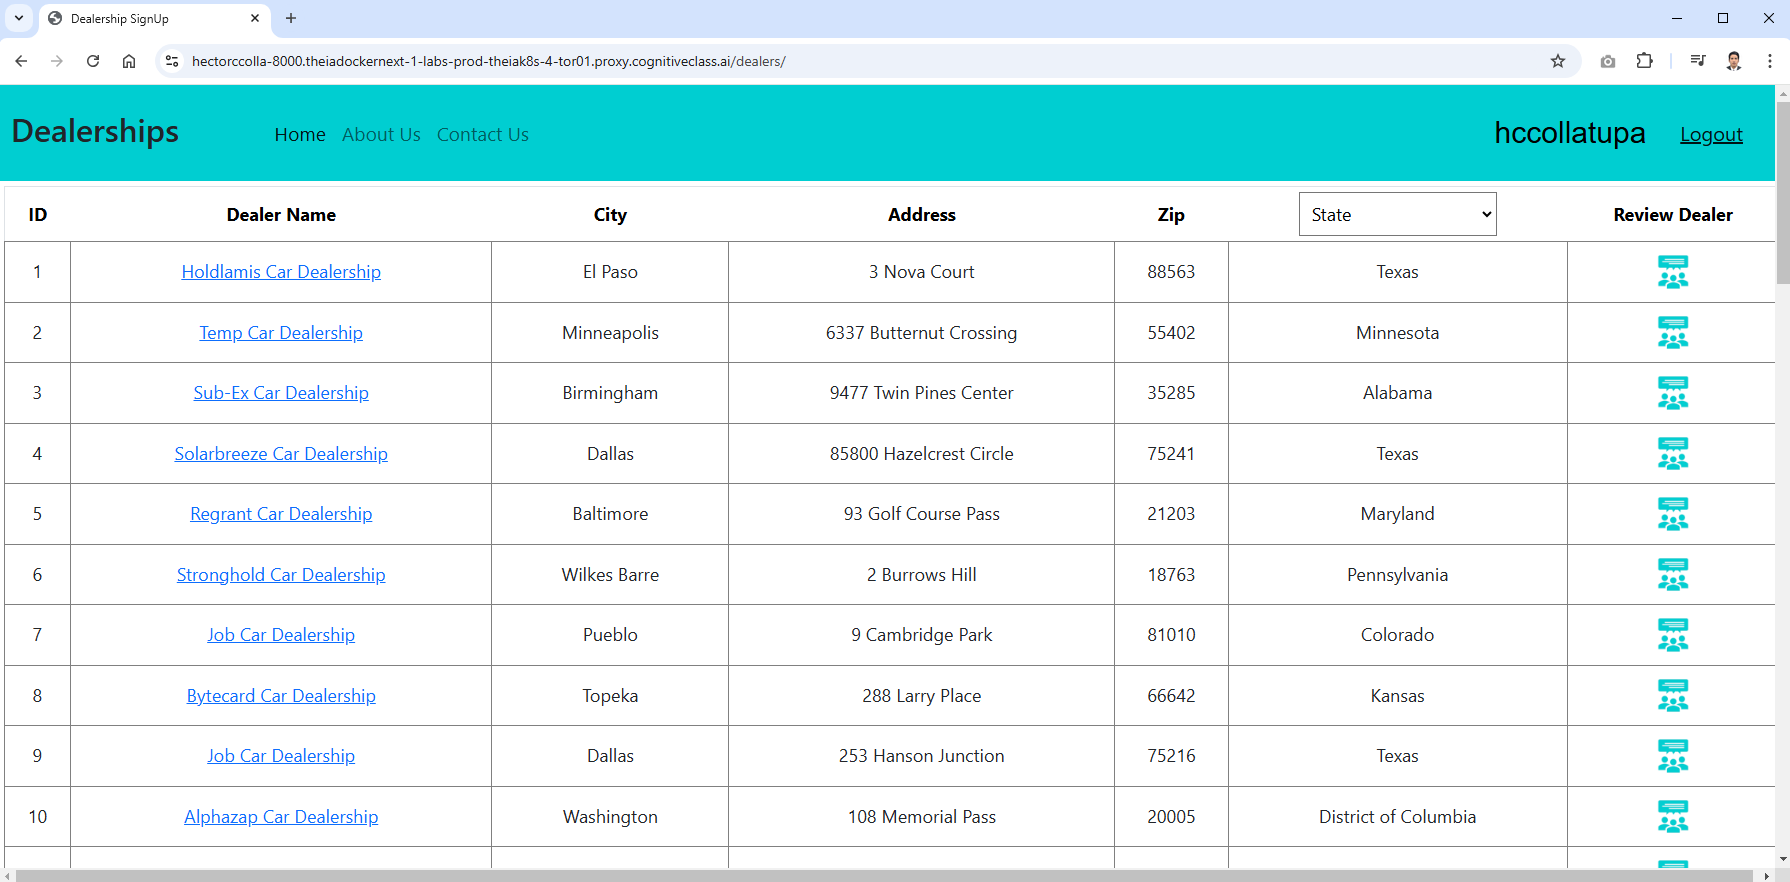 Dealership SignUp
hectorccolla-8000.theiadockernext-1-labs-prod-theiak8s-4-tor01.proxy.cognitiveclass.ai/dealers/
Dealerships Home About Us Contact Us hccollatupa Logout
ID Dealer Name City Address Zip State Review Dealer
1 Holdlamis Car Dealership El Paso 3 Nova Court 88563 Texas
2 Temp Car Dealership Minneapolis 6337 Butternut Crossing 55402 Minnesota
3 Sub-Ex Car Dealership Birmingham 9477 Twin Pines Center 35285 Alabama
4 Solarbreeze Car Dealership Dallas 85800 Hazelcrest Circle 75241 Texas
5 Regrant Car Dealership Baltimore 93 Golf Course Pass 21203 Maryland
6 Stronghold Car Dealership Wilkes Barre 2 Burrows Hill 18763 Pennsylvania
7 Job Car Dealership Pueblo 9 Cambridge Park 81010 Colorado
8 Bytecard Car Dealership Topeka 288 Larry Place 66642 Kansas
9 Job Car Dealership Dallas 253 Hanson Junction 75216 Texas
10 Alphazap Car Dealership Washington 108 Memorial Pass 20005 District of Columbia